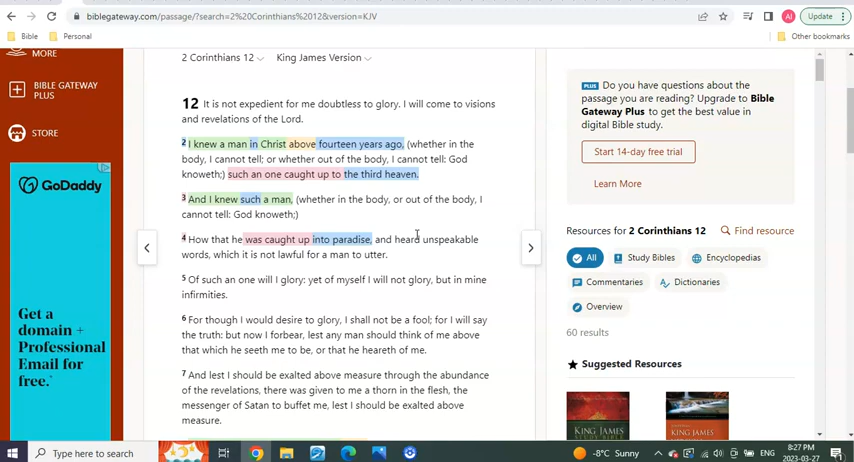 biblegateway.com/passage/?search=2%20Corinthians%2012&version=KJV
AI
Update
Bible
Personal
Other bookmarks
MORE
BIBLE GATEWAY
PLUS
STORE
GoDaddy
Get a
domain +
Professional
Email for
free.*
2 Corinthians 12
King James Version
12 It is not expedient for me doubtless to glory. I will come to visions
and revelations of the Lord.
2 I knew a man in Christ above fourteen years ago, (whether in the
body, I cannot tell; or whether out of the body, I cannot tell: God
knoweth;) such an one caught up to the third heaven.
3 And I knew such a man, (whether in the body, or out of the body, I
cannot tell: God knoweth;)
4 How that he was caught up into paradise, and heard unspeakable
words, which it is not lawful for a man to utter.
5 Of such an one will I glory: yet of myself I will not glory, but in mine
infirmities.
6 For though I would desire to glory, I shall not be a fool; for I will say
the truth: but now I forbear, lest any man should think of me above
that which he seeth me to be, or that he heareth of me.
7 And lest I should be exalted above measure through the abundance
of the revelations, there was given to me a thorn in the flesh, the
messenger of Satan to buffet me, lest I should be exalted above
measure.
PLUS Do you have questions about the
passage you are reading? Upgrade to Bible
Gateway Plus to get the best value in
digital Bible study.
Start 14-day free trial
Learn More
Resources for 2 Corinthians 12
Find resource
All
Study Bibles
Encyclopedias
Commentaries
Dictionaries
Overview
60 results
Suggested Resources
KING JAMES
KING JAMES
Type here to search
-8°C Sunny
ENG
8:27 PM
2023-03-27